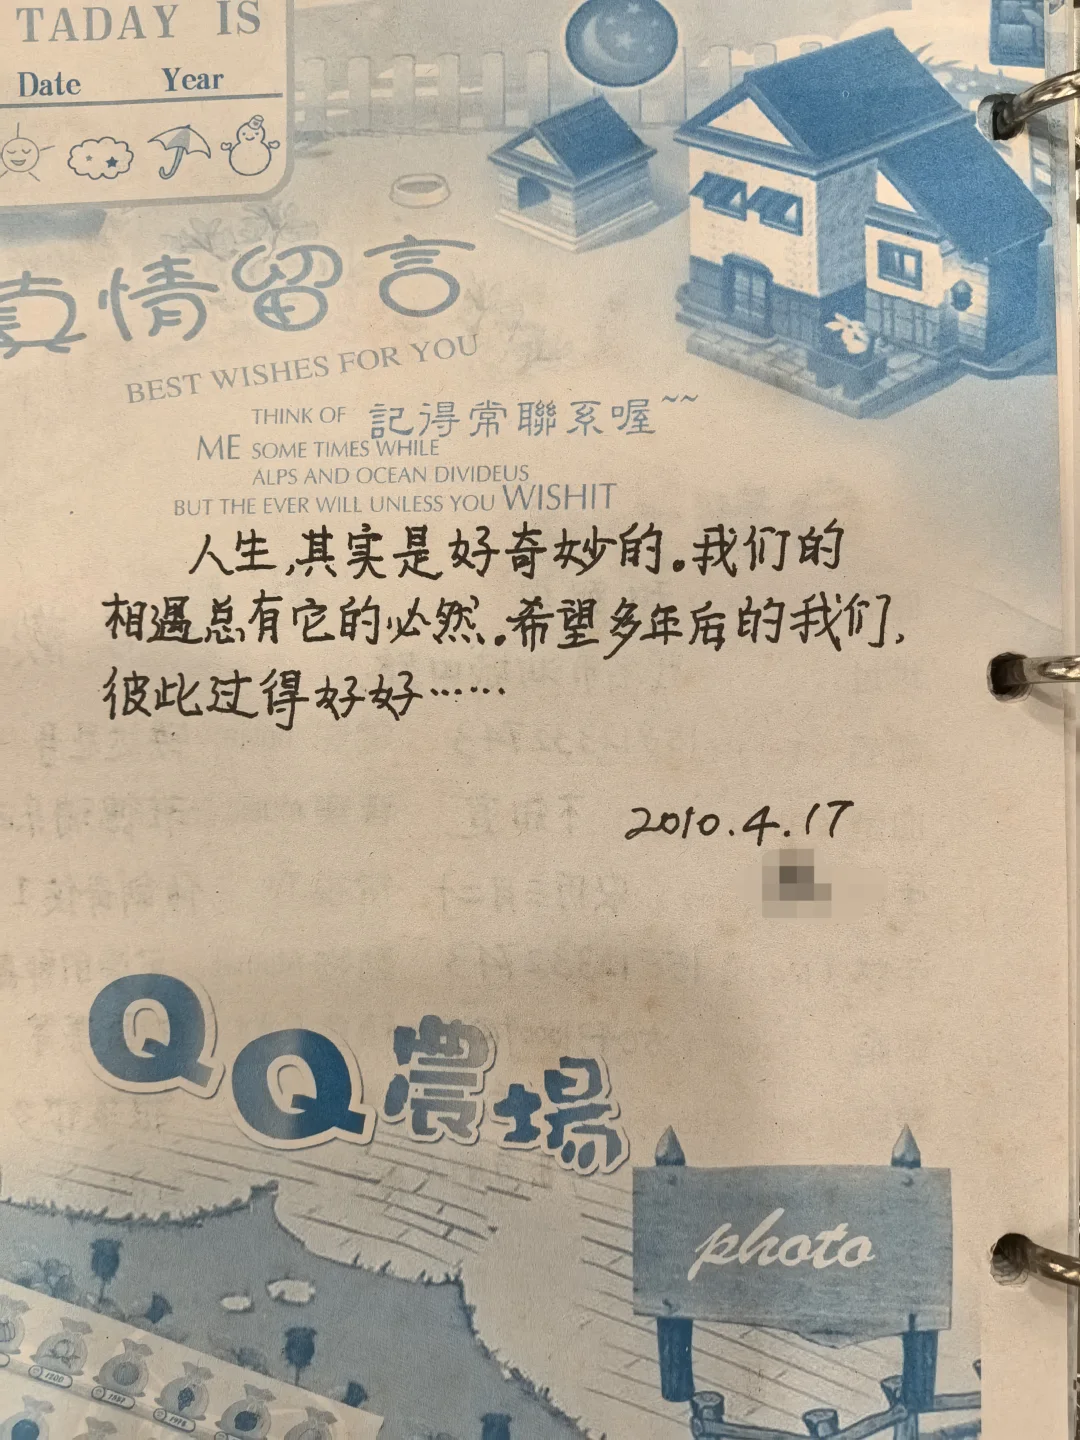 TADAY IS
Date Year
真情留言
BEST WISHES FOR YOU
THINK OF 記得常聯系喔~~
ME SOME TIMES WHILE
ALPS AND OCEAN DIVIDEUS
BUT THE EVER WILL UNLESS YOU WISHIT
人生,其实是好奇妙的。我们的
相遇总有它的必然。希望多年后的我们,
彼此过得好好……
2010.4.17
QQ農場
photo